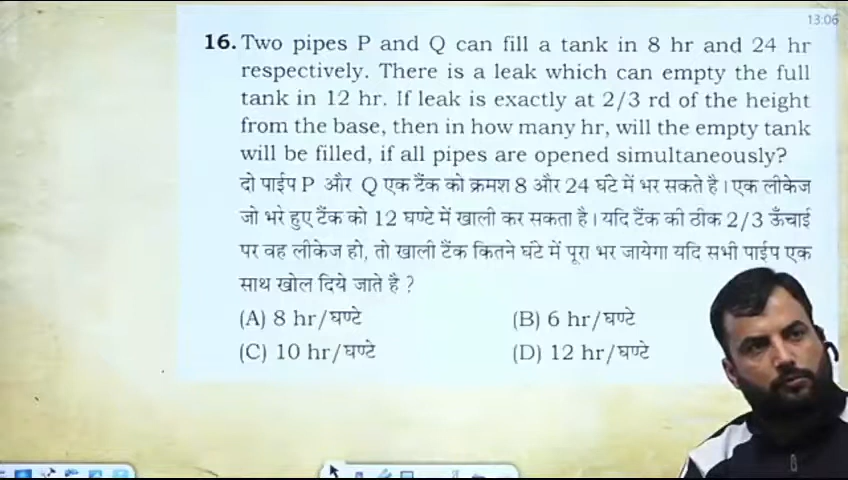 13:06
16. Two pipes P and Q can fill a tank in 8 hr and 24 hr
respectively. There is a leak which can empty the full
tank in 12 hr. If leak is exactly at 2/3 rd of the height
from the base, then in how many hr, will the empty tank
will be filled, if all pipes are opened simultaneously?
दो पाईप P और Q एक टैंक को क्रमश 8 और 24 घंटे में भर सकते है। एक लीकेज
जो भरे हुए टैंक को 12 घण्टे में खाली कर सकता है। यदि टैंक की ठीक 2/3 ऊँचाई
पर वह लीकेज हो, तो खाली टैंक कितने घंटे में पूरा भर जायेगा यदि सभी पाईप एक
साथ खोल दिये जाते है ?
(A) 8 hr/घण्टे (B) 6 hr/घण्टे
(C) 10 hr/घण्टे (D) 12 hr/घण्टे